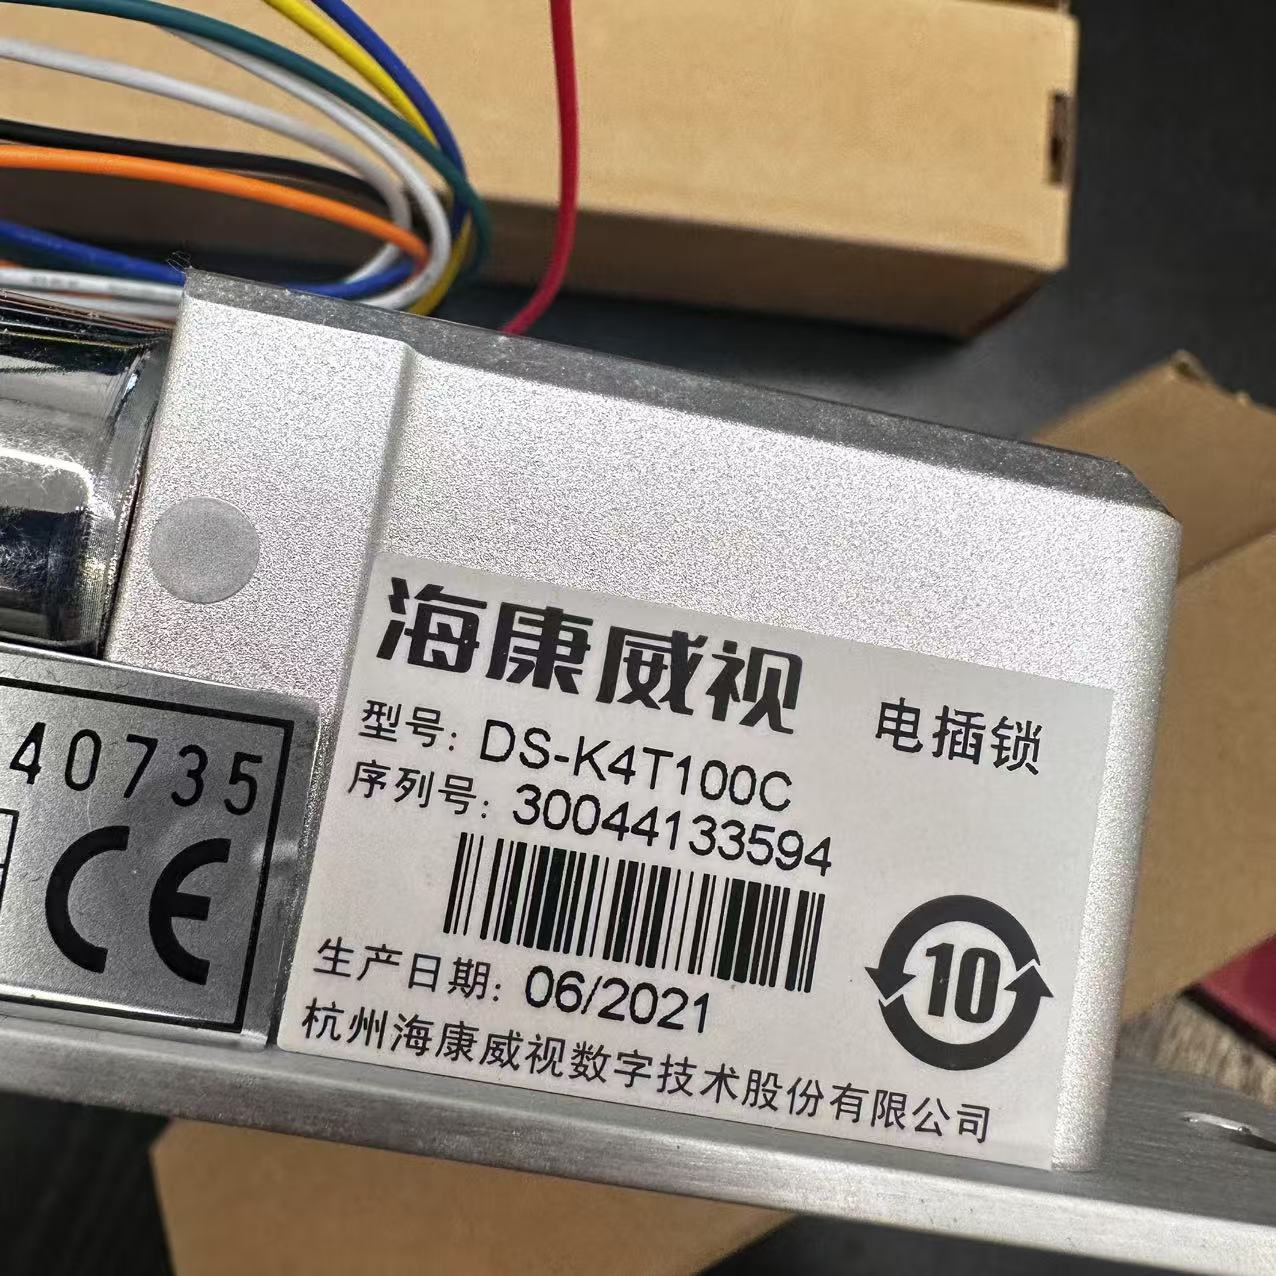 海康威视
电插锁
型号: DS-K4T100C
序列号: 30044133594
生产日期: 06/2021
杭州海康威视数字技术股份有限公司
10
40735
CE